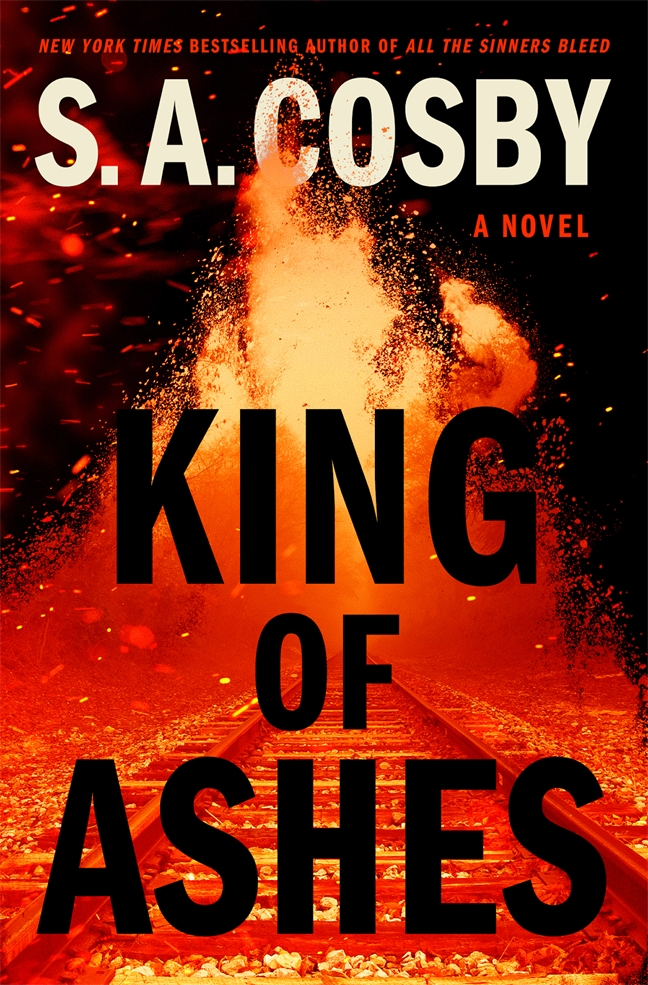 NEW YORK TIMES BESTSELLING AUTHOR OF ALL THE SINNERS BLEED
S. A. COSBY
A NOVEL
KING
OF
ASHES